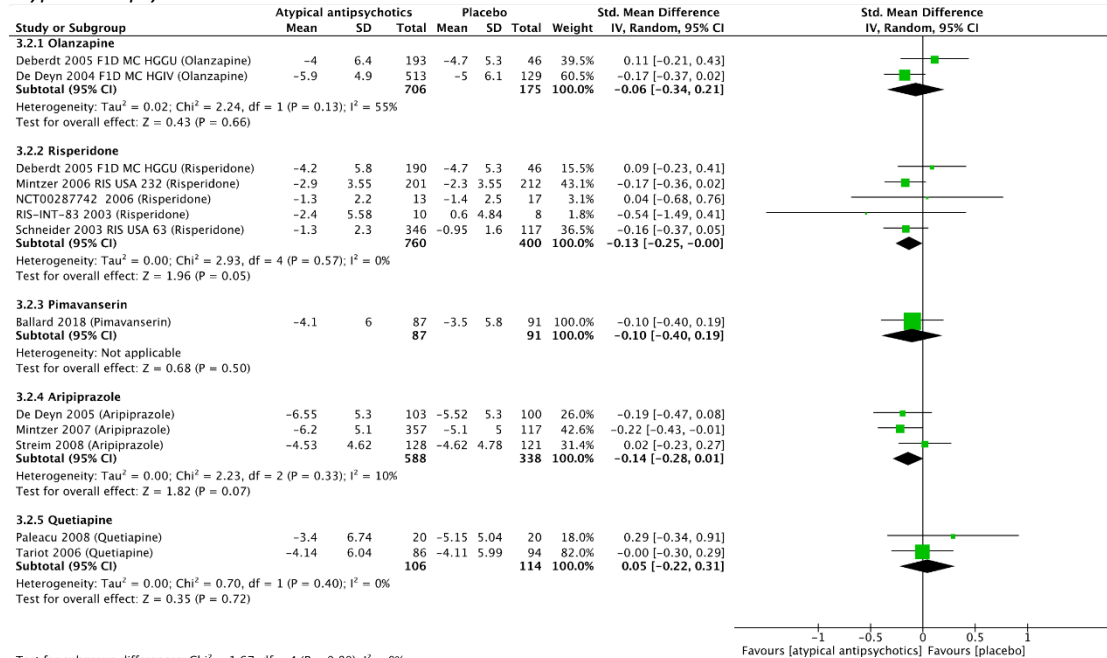 Atypical antipsychotics Placebo Std. Mean Difference Std. Mean Difference
Study or Subgroup Mean SD Total Mean SD Total Weight IV, Random, 95% CI IV, Random, 95% CI
3.2.1 Olanzapine
Deberdt 2005 F1D MC HGGU (Olanzapine) −4 6.4 193 −4.7 5.3 46 39.5% 0.11 [−0.21, 0.43]
De Deyn 2004 F1D MC HGIV (Olanzapine) −5.9 4.9 513 −5 6.1 129 60.5% −0.17 [−0.37, 0.02]
Subtotal (95% CI) 706 175 100.0% −0.06 [−0.34, 0.21]
Heterogeneity: Tau² = 0.02; Chi² = 2.24, df = 1 (P = 0.13); I² = 55%
Test for overall effect: Z = 0.43 (P = 0.66)
3.2.2 Risperidone
Deberdt 2005 F1D MC HGGU (Risperidone) −4.2 5.8 190 −4.7 5.3 46 15.5% 0.09 [−0.23, 0.41]
Mintzer 2006 RIS USA 232 (Risperidone) −2.9 3.55 201 −2.3 3.55 212 43.1% −0.17 [−0.36, 0.02]
NCT00287742 2006 (Risperidone) −1.3 2.2 13 −1.4 2.5 17 3.1% 0.04 [−0.68, 0.76]
RIS-INT-83 2003 (Risperidone) −2.4 5.58 10 0.6 4.84 8 1.8% −0.54 [−1.49, 0.41]
Schneider 2003 RIS USA 63 (Risperidone) −1.3 2.3 346 −0.95 1.6 117 36.5% −0.16 [−0.37, 0.05]
Subtotal (95% CI) 760 400 100.0% −0.13 [−0.25, −0.00]
Heterogeneity: Tau² = 0.00; Chi² = 2.93, df = 4 (P = 0.57); I² = 0%
Test for overall effect: Z = 1.96 (P = 0.05)
3.2.3 Pimavanserin
Ballard 2018 (Pimavanserin) −4.1 6 87 −3.5 5.8 91 100.0% −0.10 [−0.40, 0.19]
Subtotal (95% CI) 87 91 100.0% −0.10 [−0.40, 0.19]
Heterogeneity: Not applicable
Test for overall effect: Z = 0.68 (P = 0.50)
3.2.4 Aripiprazole
De Deyn 2005 (Aripiprazole) −6.55 5.3 103 −5.52 5.3 100 26.0% −0.19 [−0.47, 0.08]
Mintzer 2007 (Aripiprazole) −6.2 5.1 357 −5.1 5 117 42.6% −0.22 [−0.43, −0.01]
Streim 2008 (Aripiprazole) −4.53 4.62 128 −4.62 4.78 121 31.4% 0.02 [−0.23, 0.27]
Subtotal (95% CI) 588 338 100.0% −0.14 [−0.28, 0.01]
Heterogeneity: Tau² = 0.00; Chi² = 2.23, df = 2 (P = 0.33); I² = 10%
Test for overall effect: Z = 1.82 (P = 0.07)
3.2.5 Quetiapine
Paleacu 2008 (Quetiapine) −3.4 6.74 20 −5.15 5.04 20 18.0% 0.29 [−0.34, 0.91]
Tariot 2006 (Quetiapine) −4.14 6.04 86 −4.11 5.99 94 82.0% −0.00 [−0.30, 0.29]
Subtotal (95% CI) 106 114 100.0% 0.05 [−0.22, 0.31]
Heterogeneity: Tau² = 0.00; Chi² = 0.70, df = 1 (P = 0.40); I² = 0%
Test for overall effect: Z = 0.35 (P = 0.72)
−1 −0.5 0 0.5 1
Favours [atypical antipsychotics] Favours [placebo]